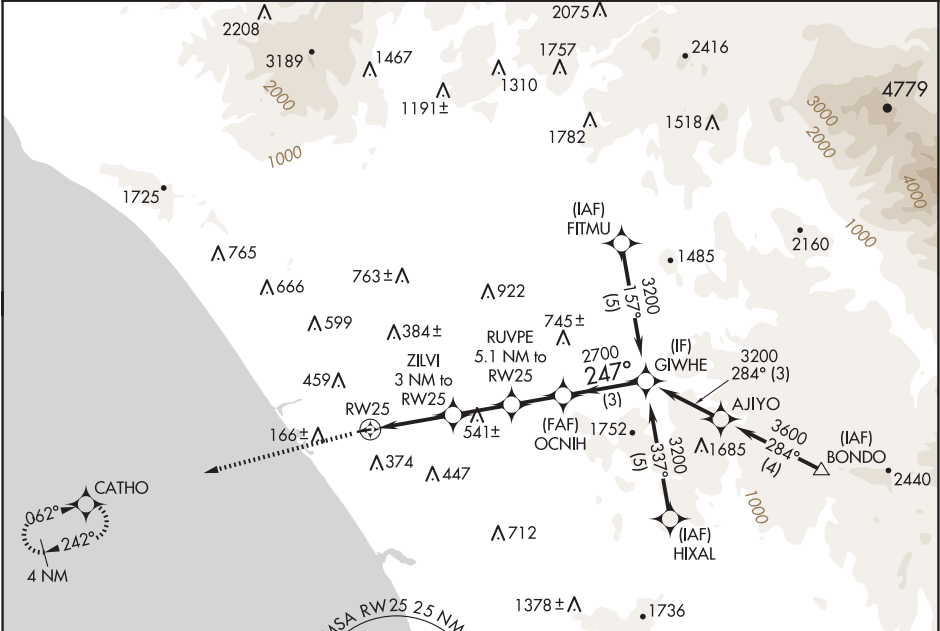 2208
2075
3189
1467
1757
2416
2000
1310
1191±
4779
3000
1782
1518
2000
1000
4000
1725
(IAF)
FITMU
1000
2160
765
1485
763±
666
922
3200
157°
(5)
599
384±
745±
RUVPE
5.1 NM to
RW25
2700
247°
(3)
(IF)
GIWHE
3200
284° (3)
ZILVI
3 NM to
RW25
459
AJIYO
RW25
166±
541±
(FAF)
OCNIH
1752
3600
284°
(4)
(IAF)
BONDO
374
447
3200
337°
(5)
1685
2440
CATHO
062°
242°
4 NM
1000
712
(IAF)
HIXAL
1378±
1736
MSA RW25 25 NM